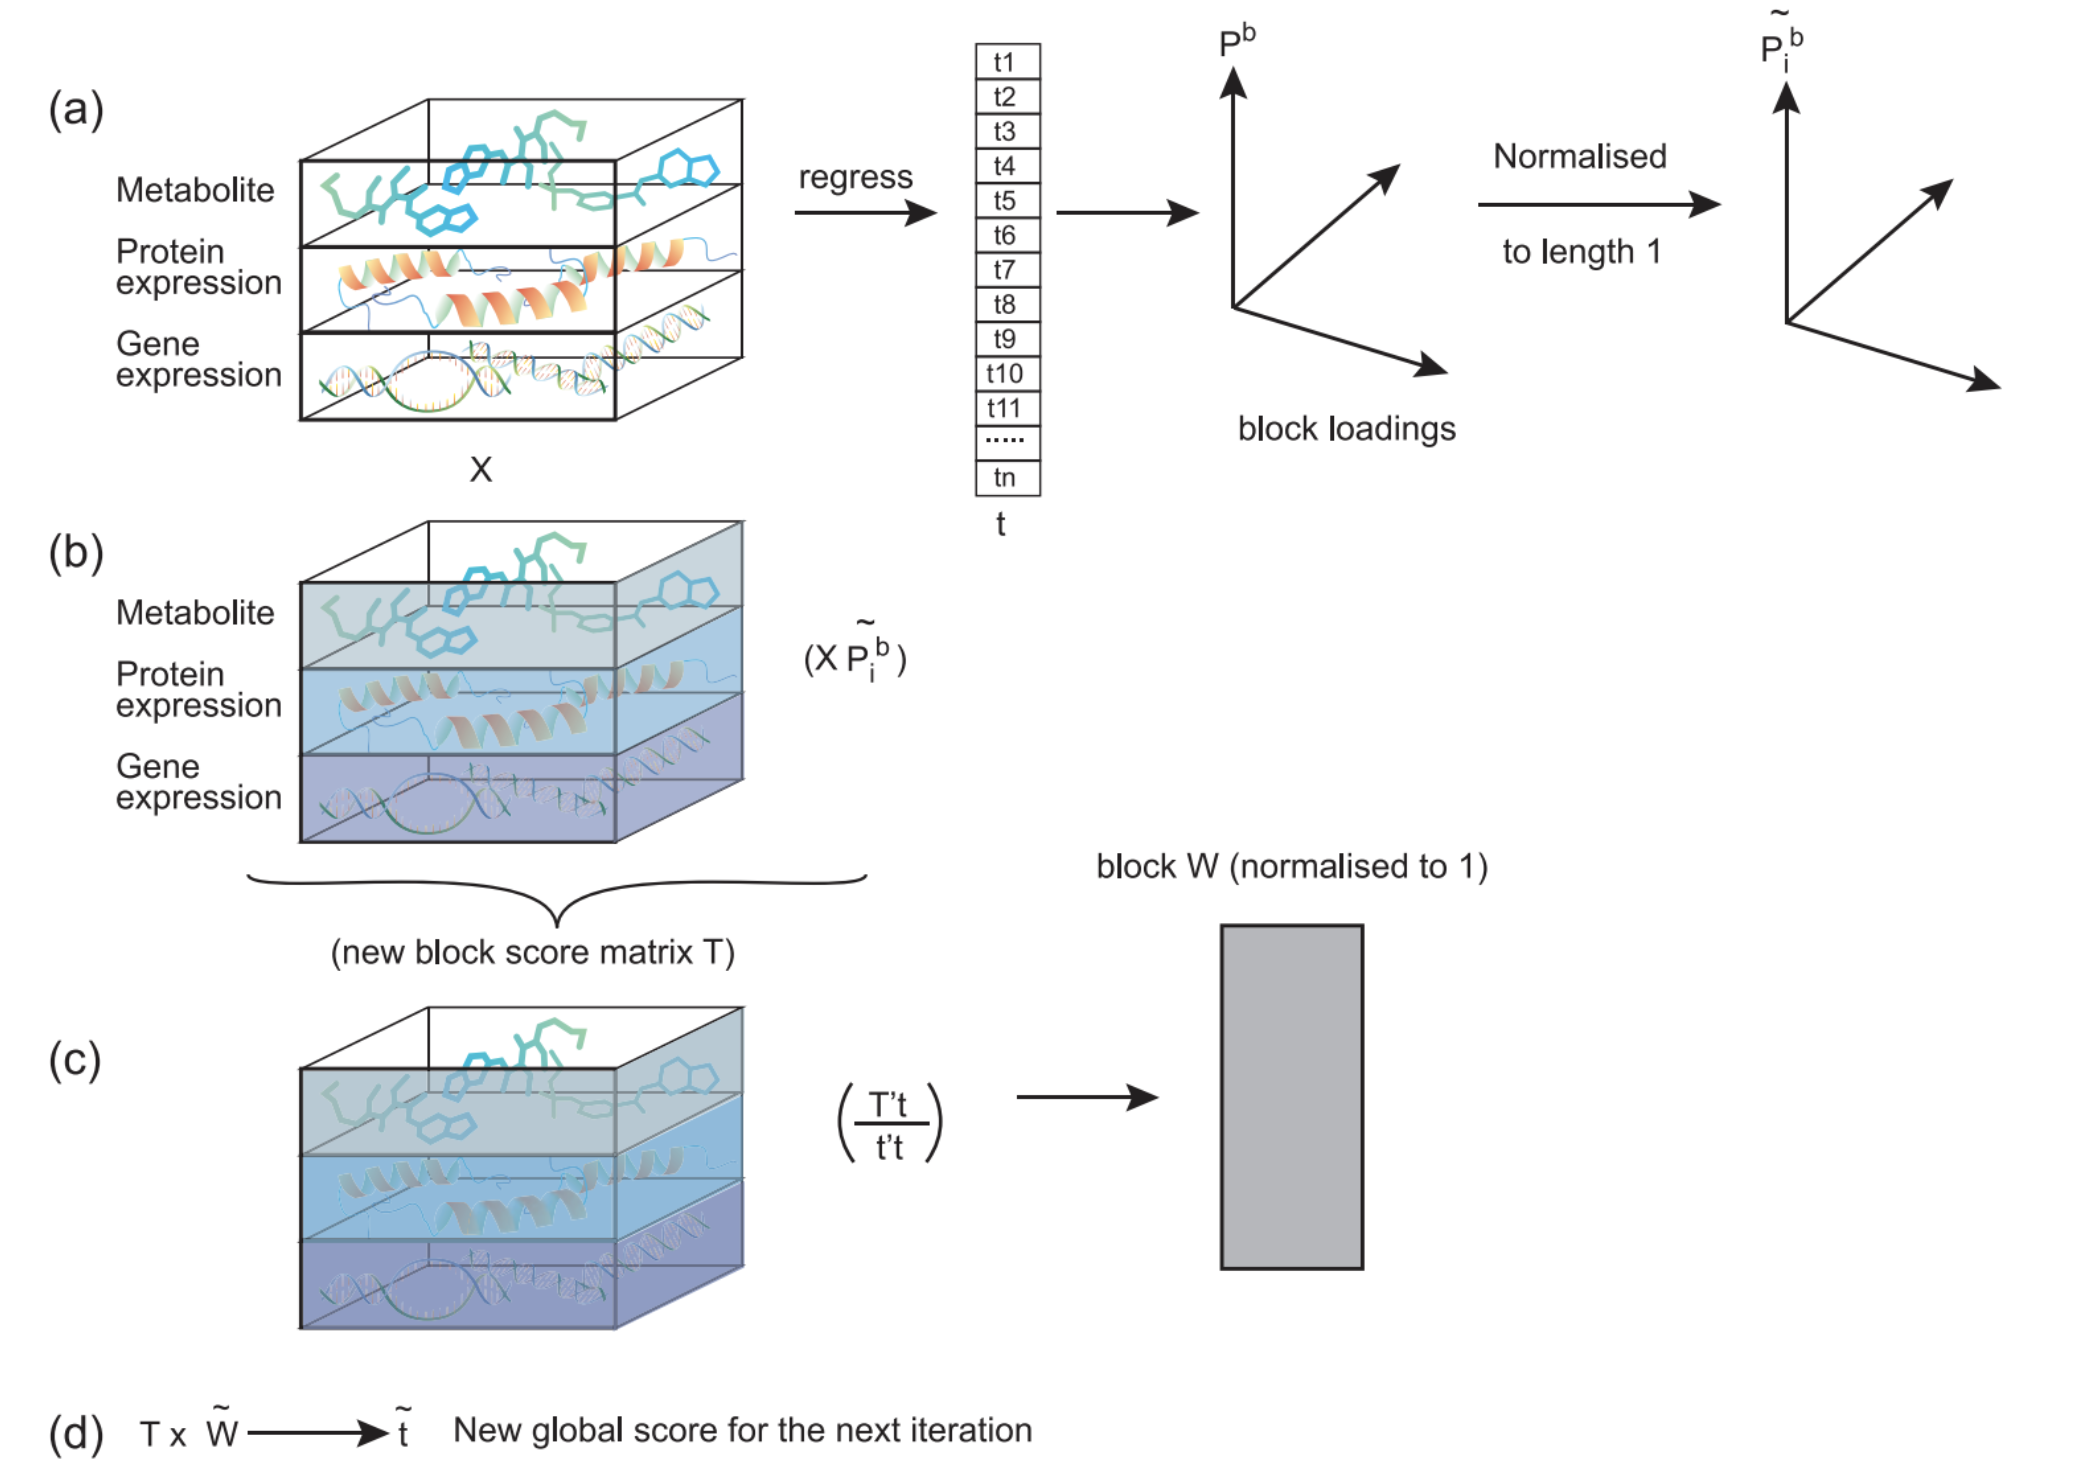 (a)
Metabolite
Protein
expression
Gene
expression
X
regress
t1
t2
t3
t4
t5
t6
t7
t8
t9
t10
t11
.....
tn
t
P^b
block loadings
Normalised
to length 1
P̃_i^b
(b)
Metabolite
Protein
expression
Gene
expression
(X P̃_i^b)
(new block score matrix T)
(c)
T't
t't
block W (normalised to 1)
(d) T x W̃ t̃ New global score for the next iteration